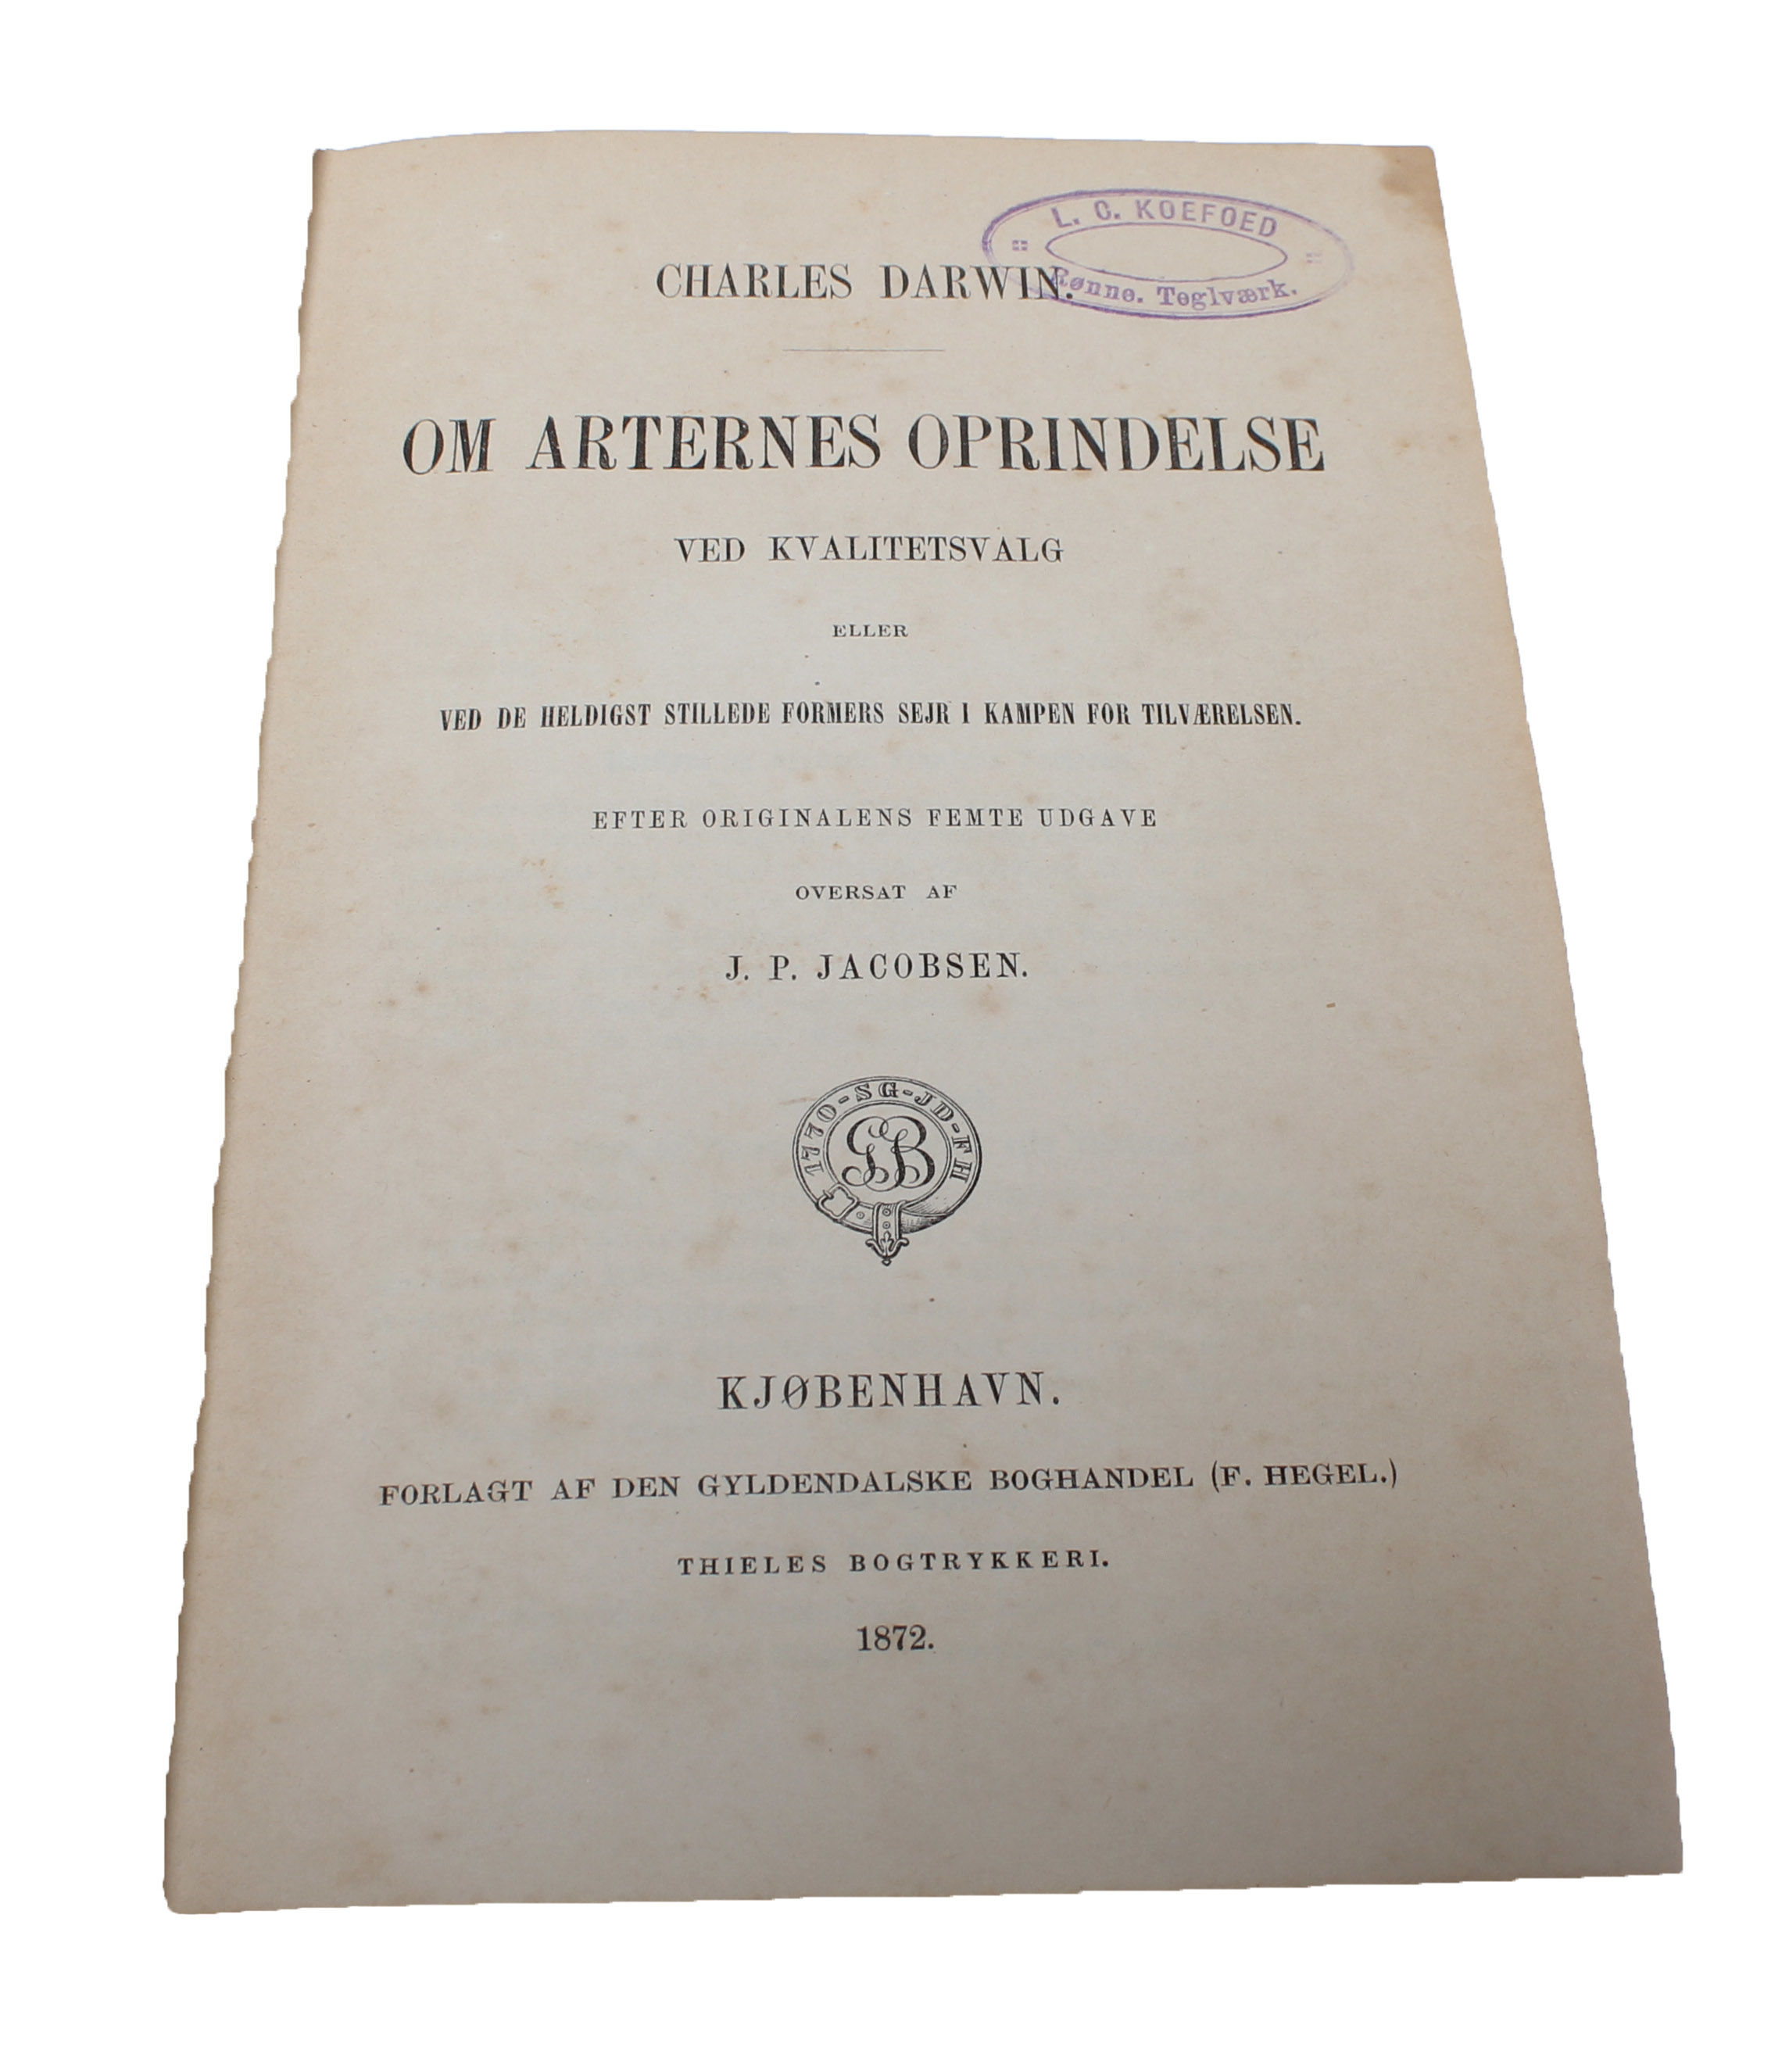 L. C. KOEFOED
Rønne. Teglværk.
CHARLES DARWIN.
OM ARTERNES OPRINDELSE
VED KVALITETSVALG
ELLER
VED DE HELDIGST STILLEDE FORMERS SEJR I KAMPEN FOR TILVÆRELSEN.
EFTER ORIGINALENS FEMTE UDGAVE
OVERSAT AF
J. P. JACOBSEN.
1770-SG-JD-FH
GB
KJØBENHAVN.
FORLAGT AF DEN GYLDENDALSKE BOGHANDEL (F. HEGEL.)
THIELES BOGTRYKKERI.
1872.